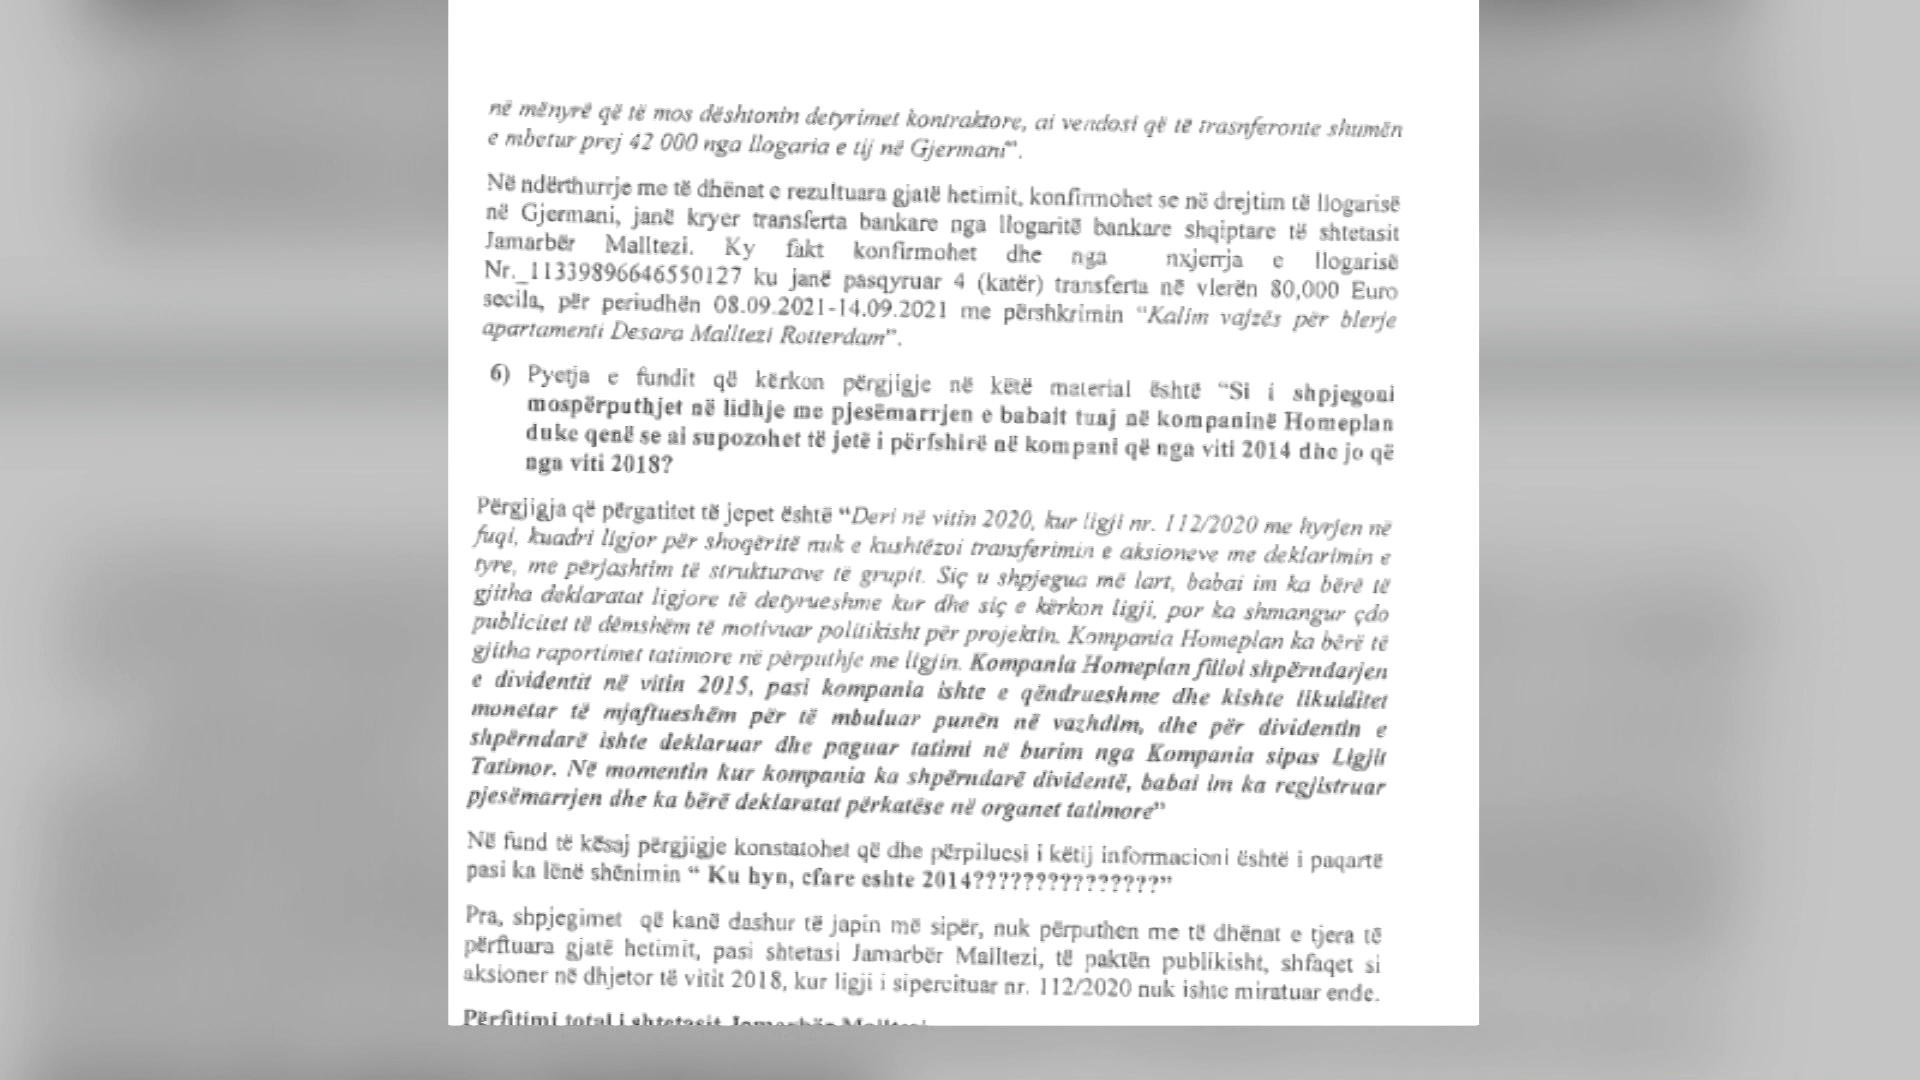 në mënyrë që të mos dështonin detyrimet kontraktore, ai vendosi që të trasnferonte shumën
e mbetur prej 42 000 nga llogaria e tij në Gjermani”.
Në ndërthurrje me të dhënat e rezultuara gjatë hetimit, konfirmohet se në drejtim të llogarisë
në Gjermani, janë kryer transferta bankare nga llogaritë bankare shqiptare të shtetasit
Jamarbër Malltezi. Ky fakt konfirmohet dhe nga nxjerrja e llogarisë
Nr._11339896646550127 ku janë pasqyruar 4 (katër) transferta në vlerën 80,000 Euro
secila, për periudhën 08.09.2021-14.09.2021 me përshkrimin “Kalim vajzës për blerje
apartamenti Desara Malltezi Rotterdam”.
6) Pyetja e fundit që kërkon përgjigje në këtë material është “Si i shpjegoni
mospërputhjet në lidhje me pjesëmarrjen e babait tuaj në kompaninë Homeplan
duke qenë se ai supozohet të jetë i përfshirë në kompani që nga viti 2014 dhe jo që
nga viti 2018?
Përgjigja që përgatitet të jepet është “Deri në vitin 2020, kur ligji nr. 112/2020 me hyrjen në
fuqi, kuadri ligjor për shoqëritë nuk e kushtëzoi transferimin e aksioneve me deklarimin e
tyre, me përjashtim të strukturave të grupit. Siç u shpjegua më lart, babai im ka bërë të
gjitha deklaratat ligjore të detyrueshme kur dhe siç e kërkon ligji, por ka shmangur çdo
publicitet të dëmshëm të motivuar politikisht për projektin. Kompania Homeplan ka bërë të
gjitha raportimet tatimore në përputhje me ligjin. Kompania Homeplan filloi shpërndarjen
e dividentit në vitin 2015, pasi kompania ishte e qëndrueshme dhe kishte likuiditet
monetar të mjaftueshëm për të mbuluar punën në vazhdim, dhe për dividentin e
shpërndarë ishte deklaruar dhe paguar tatimi në burim nga Kompania sipas Ligjit
Tatimor. Në momentin kur kompania ka shpërndarë dividentë, babai im ka regjistruar
pjesëmarrjen dhe ka bërë deklaratat përkatëse në organet tatimore”
Në fund të kësaj përgjigje konstatohet që dhe përpiluesi i këtij informacioni është i paqartë
pasi ka lënë shënimin “ Ku hyn, cfare eshte 2014???????????????”
Pra, shpjegimet që kanë dashur të japin më sipër, nuk përputhen me të dhënat e tjera të
përftuara gjatë hetimit, pasi shtetasi Jamarbër Malltezi, të paktën publikisht, shfaqet si
aksioner në dhjetor të vitit 2018, kur ligji i sipercituar nr. 112/2020 nuk ishte miratuar ende.
Përfitimi total i shtetasit Jamarbër Malltezi